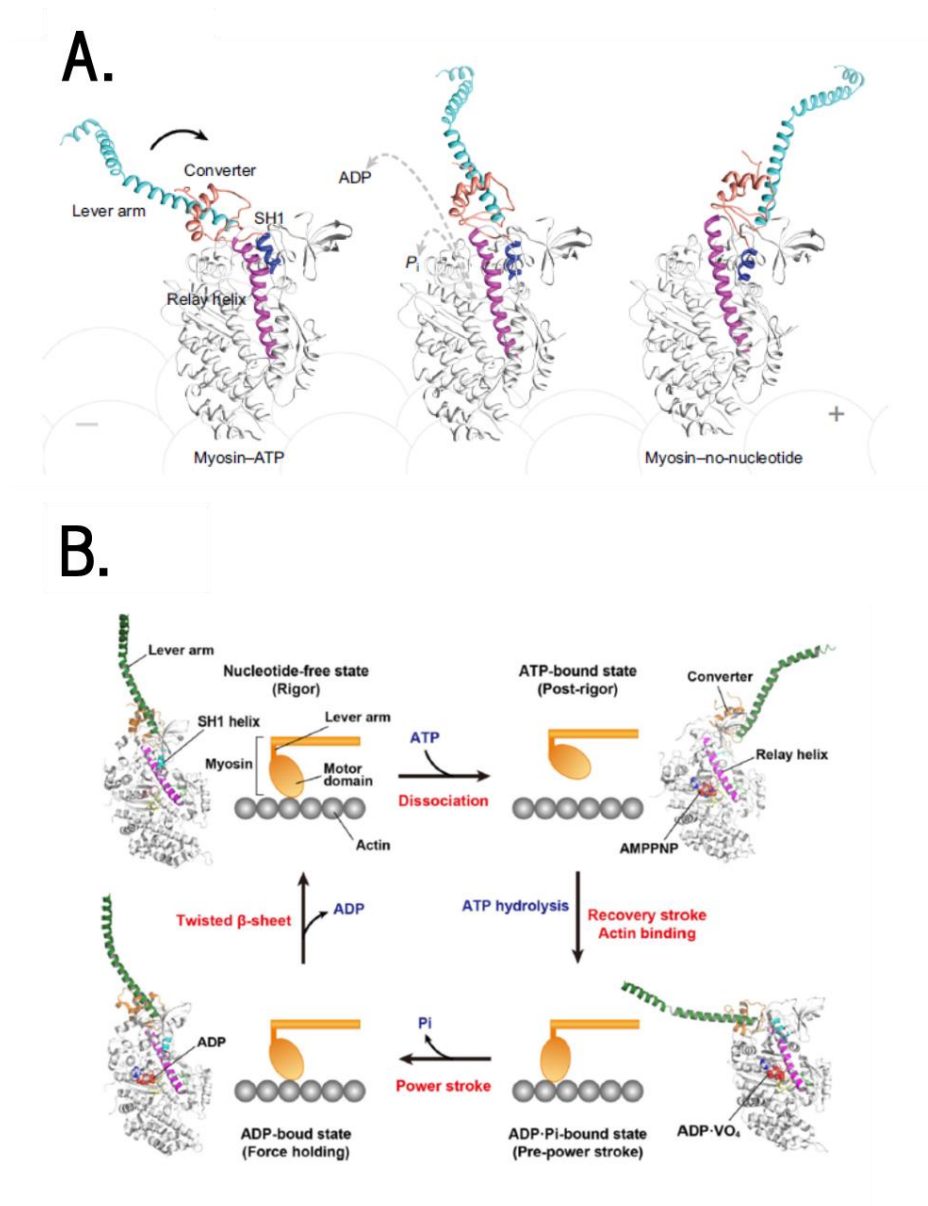 A.
Converter
ADP
Lever arm
SH1
Pi
Relay helix
−
+
Myosin–ATP
Myosin–no-nucleotide
B.
Lever arm
Nucleotide-free state
(Rigor)
ATP-bound state
(Post-rigor)
Converter
SH1 helix
Lever arm
Myosin
Motor
domain
ATP
Dissociation
Relay helix
Actin
AMPPNP
Twisted β-sheet
ADP
ATP hydrolysis
Recovery stroke
Actin binding
ADP
Pi
Power stroke
ADP-boud state
(Force holding)
ADP·Pi-bound state
(Pre-power stroke)
ADP·VO₄